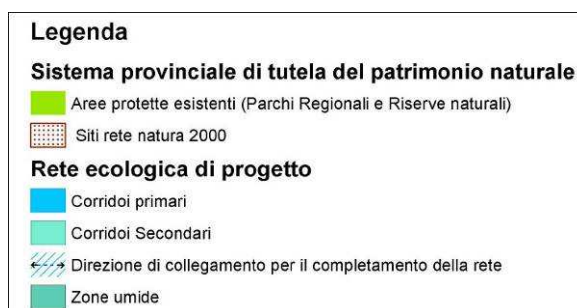 Legenda
Sistema provinciale di tutela del patrimonio naturale
Aree protette esistenti (Parchi Regionali e Riserve naturali)
Siti rete natura 2000
Rete ecologica di progetto
Corridoi primari
Corridoi Secondari
Direzione di collegamento per il completamento della rete
Zone umide